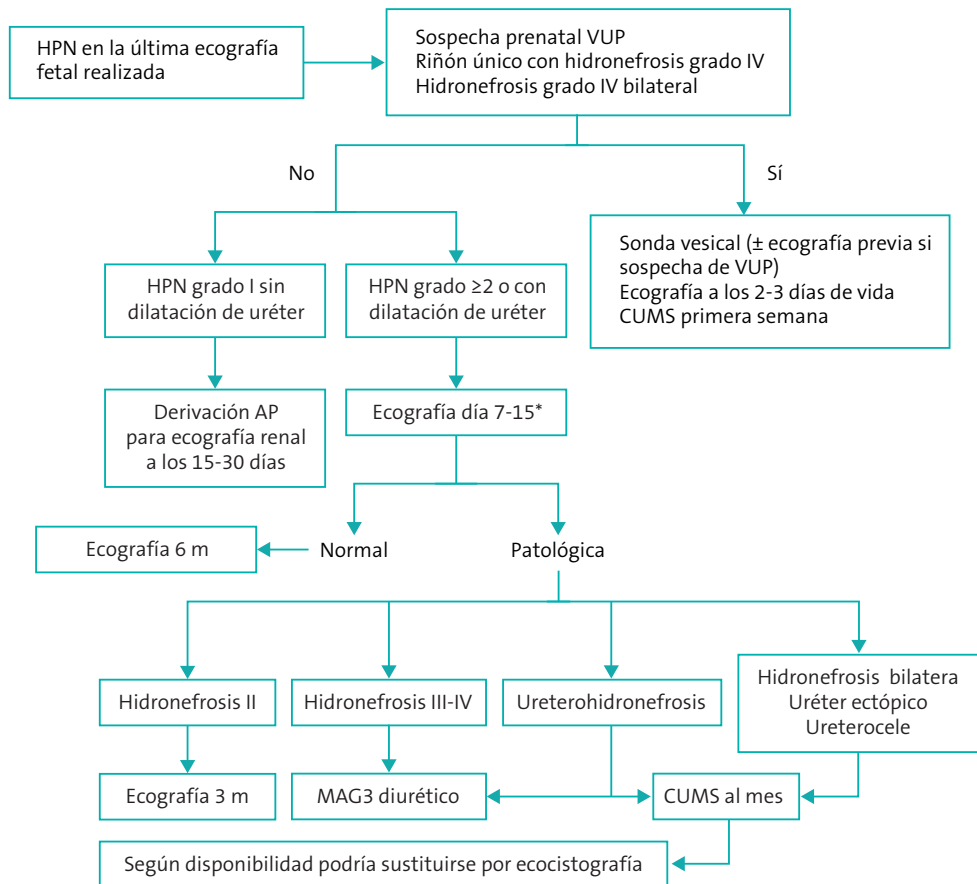 HPN en la última ecografía
fetal realizada
Sospecha prenatal VUP
Riñón único con hidronefrosis grado IV
Hidronefrosis grado IV bilateral
No
Sí
HPN grado I sin
dilatación de uréter
HPN grado ≥2 o con
dilatación de uréter
Sonda vesical (± ecografía previa si
sospecha de VUP)
Ecografía a los 2-3 días de vida
CUMS primera semana
Derivación AP
para ecografía renal
a los 15-30 días
Ecografía día 7-15*
Ecografía 6 m
Normal
Patológica
Hidronefrosis II
Hidronefrosis III-IV
Ureterohidronefrosis
Hidronefrosis bilatera
Uréter ectópico
Ureterocele
Ecografía 3 m
MAG3 diurético
CUMS al mes
Según disponibilidad podría sustituirse por ecocistografía